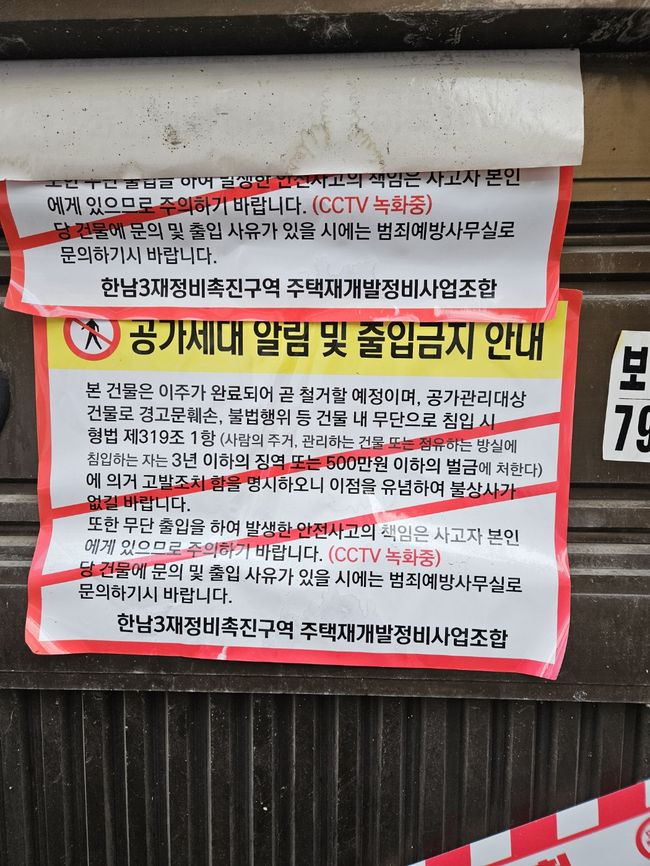 또한 무단 출입을 하여 발생한 안전사고의 책임은 사고자 본인
에게 있으므로 주의하기 바랍니다. (CCTV 녹화중)
당 건물에 문의 및 출입 사유가 있을 시에는 범죄예방사무실로
문의하기시 바랍니다.
한남3재정비촉진구역 주택재개발정비사업조합
공가세대 알림 및 출입금지 안내
본 건물은 이주가 완료되어 곧 철거할 예정이며, 공가관리대상
건물로 경고문훼손, 불법행위 등 건물 내 무단으로 침입 시
형법 제319조 1항 (사람의 주거, 관리하는 건물 또는 점유하는 방실에
침입하는 자는 3년 이하의 징역 또는 500만원 이하의 벌금에 처한다)
에 의거 고발조치 함을 명시하오니 이점을 유념하여 불상사가
없길 바랍니다.
또한 무단 출입을 하여 발생한 안전사고의 책임은 사고자 본인
에게 있으므로 주의하기 바랍니다. (CCTV 녹화중)
당 건물에 문의 및 출입 사유가 있을 시에는 범죄예방사무실로
문의하기시 바랍니다.
한남3재정비촉진구역 주택재개발정비사업조합
보
79